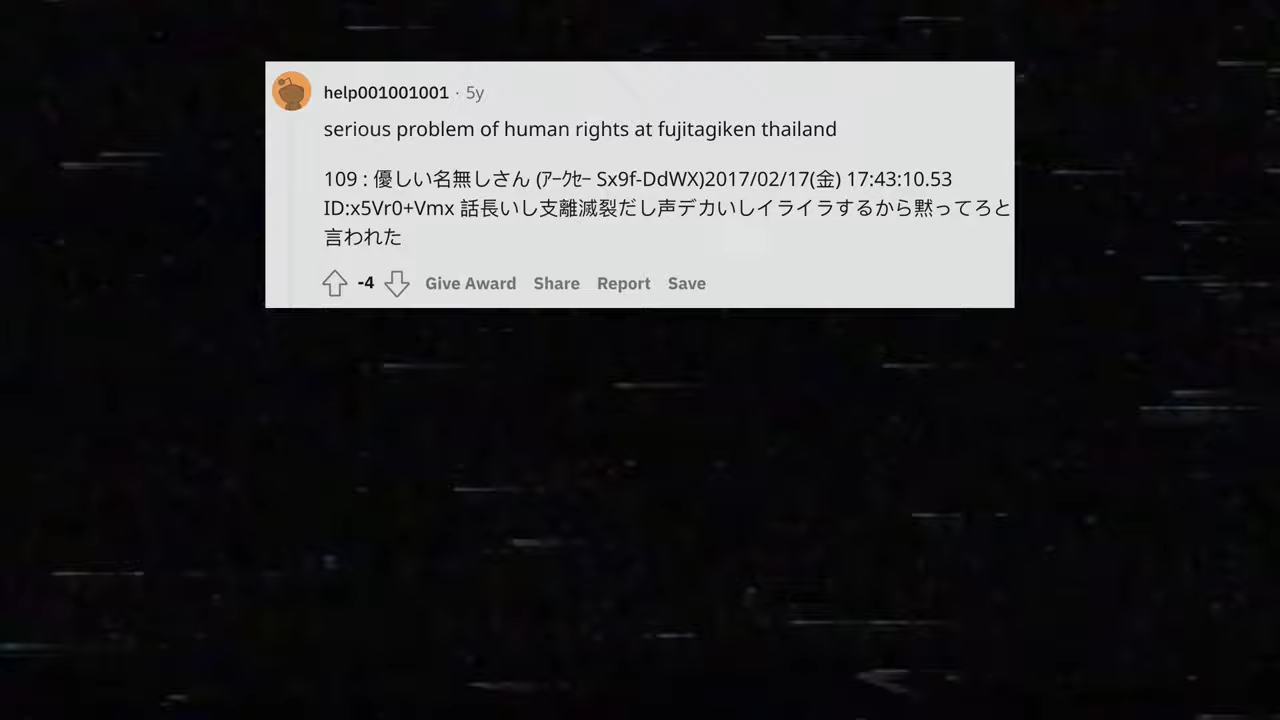 help001001001 · 5y
serious problem of human rights at fujitagiken thailand
109 : 優しい名無しさん (ｱｰｸｾｰ Sx9f-DdWX)2017/02/17(金) 17:43:10.53
ID:x5Vr0+Vmx 話長いし支離滅裂だし声デカいしイライラするから黙ってろと
言われた
-4 Give Award Share Report Save